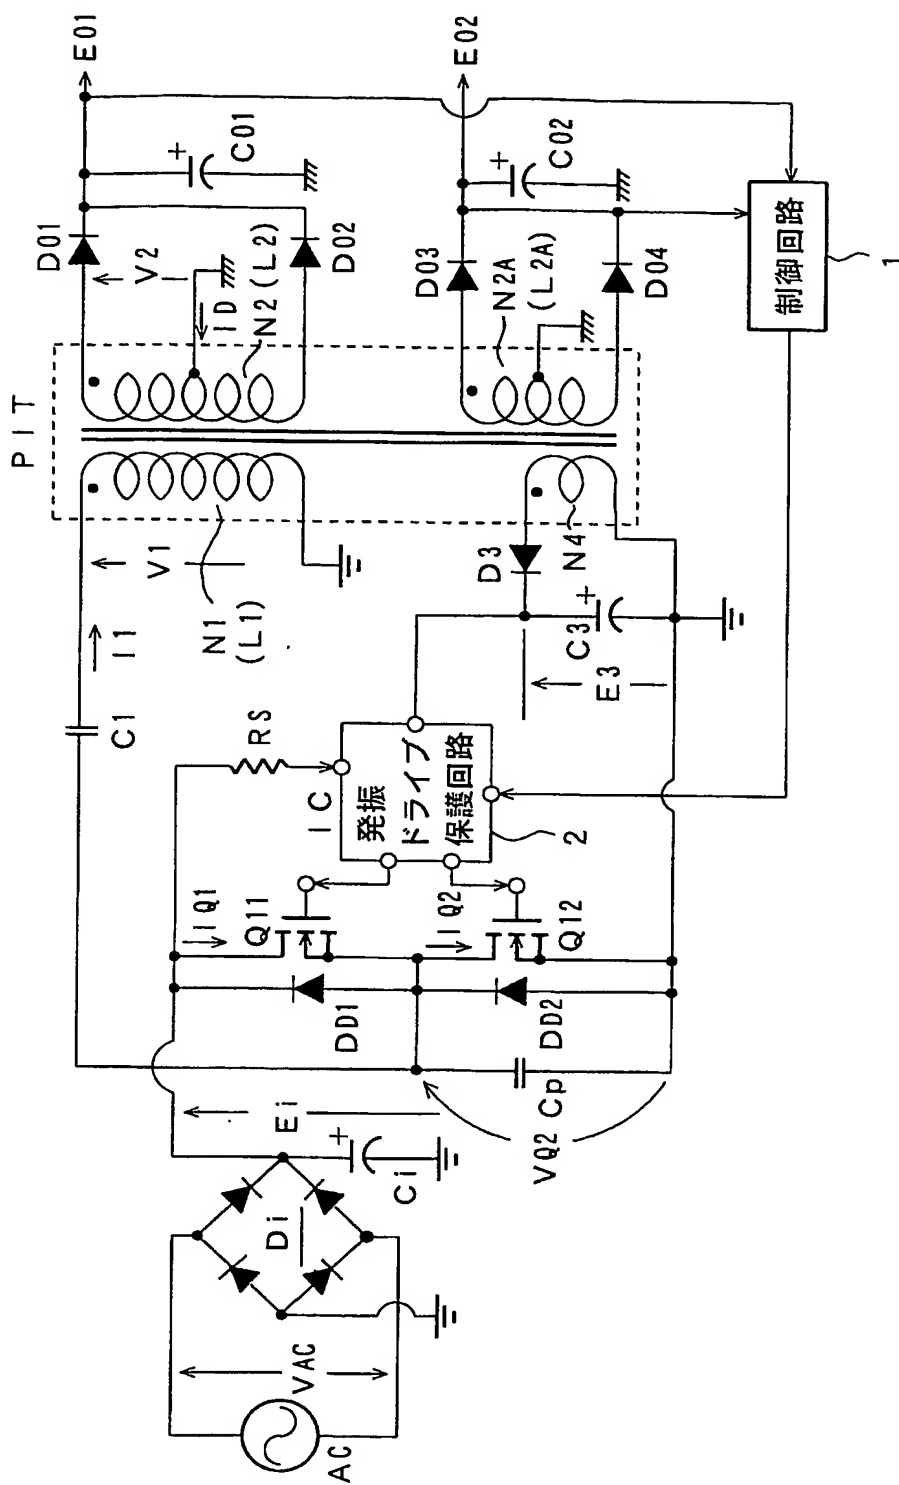 AC
VAC
Di
Ci
+
Ei
VQ2
Cp
DD1
DD2
IQ1
Q11
IQ2
Q12
IC
発振
ドライブ
保護回路
2
RS
C1
I1
V1
N1
(L1)
E3
C3
+
D3
N4
PIT
ID
N2(L2)
V2
D01
D02
+
C01
E01
N2A
(L2A)
D03
D04
+
C02
E02
制御回路
1